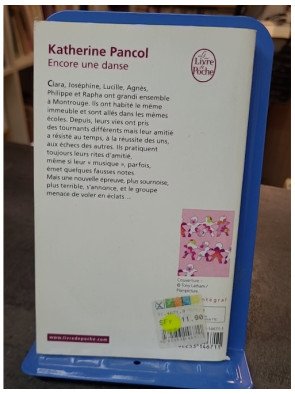 Katherine Pancol
Encore une danse
Le
Livre
de
Poche
Clara, Joséphine, Lucille, Agnès,
Philippe et Rapha ont grandi ensemble
à Montrouge. Ils ont habité le même
immeuble et sont allés dans les mêmes
écoles. Depuis, leurs vies ont pris
des tournants différents mais leur amitié
a résisté au temps, à la réussite des uns,
aux échecs des autres. Ils pratiquent
toujours leurs rites d'amitié,
même si leur « musique », parfois,
émet quelques fausses notes.
Mais une nouvelle épreuve, plus sournoise,
plus terrible, s'annonce, et le groupe
menace de voler en éclats ...
Couverture :
11.90
www.livredepoche.com